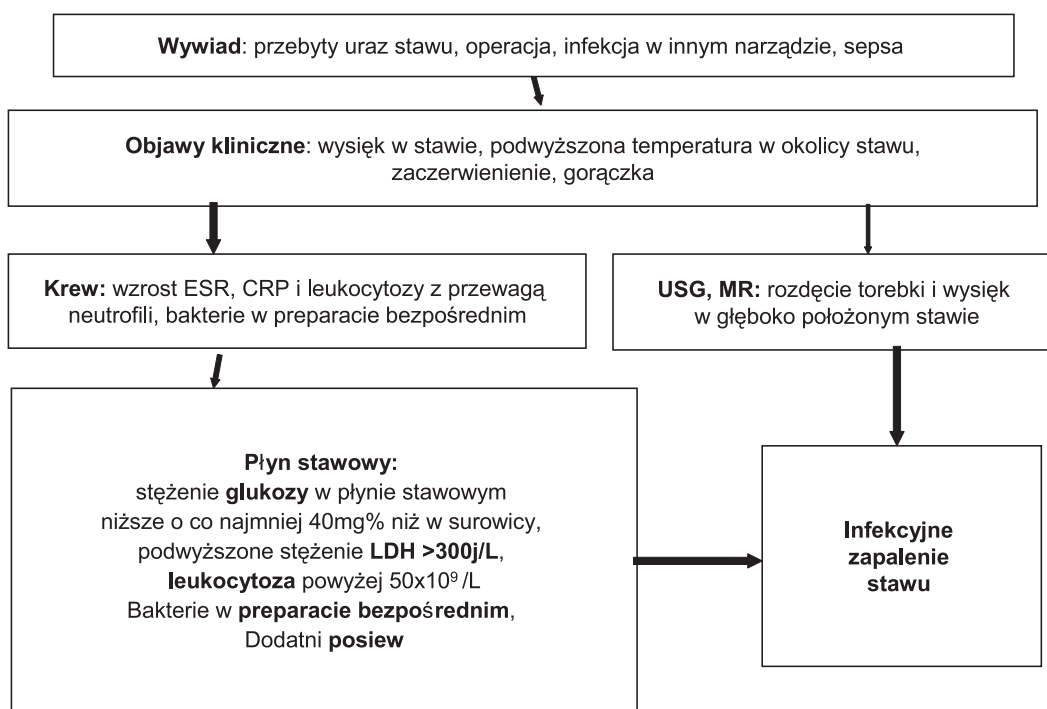 Wywiad: przebyty uraz stawu, operacja, infekcja w innym narządzie, sepsa
Objawy kliniczne: wysięk w stawie, podwyższona temperatura w okolicy stawu,
zaczerwienienie, gorączka
Krew: wzrost ESR, CRP i leukocytozy z przewagą
neutrofili, bakterie w preparacie bezpośrednim
USG, MR: rozdęcie torebki i wysięk
w głęboko położonym stawie
Płyn stawowy:
stężenie glukozy w płynie stawowym
niższe o co najmniej 40mg% niż w surowicy,
podwyższone stężenie LDH >300j/L,
leukocytoza powyżej 50x10⁹ /L
Bakterie w preparacie bezpośrednim,
Dodatni posiew
Infekcyjne
zapalenie
stawu